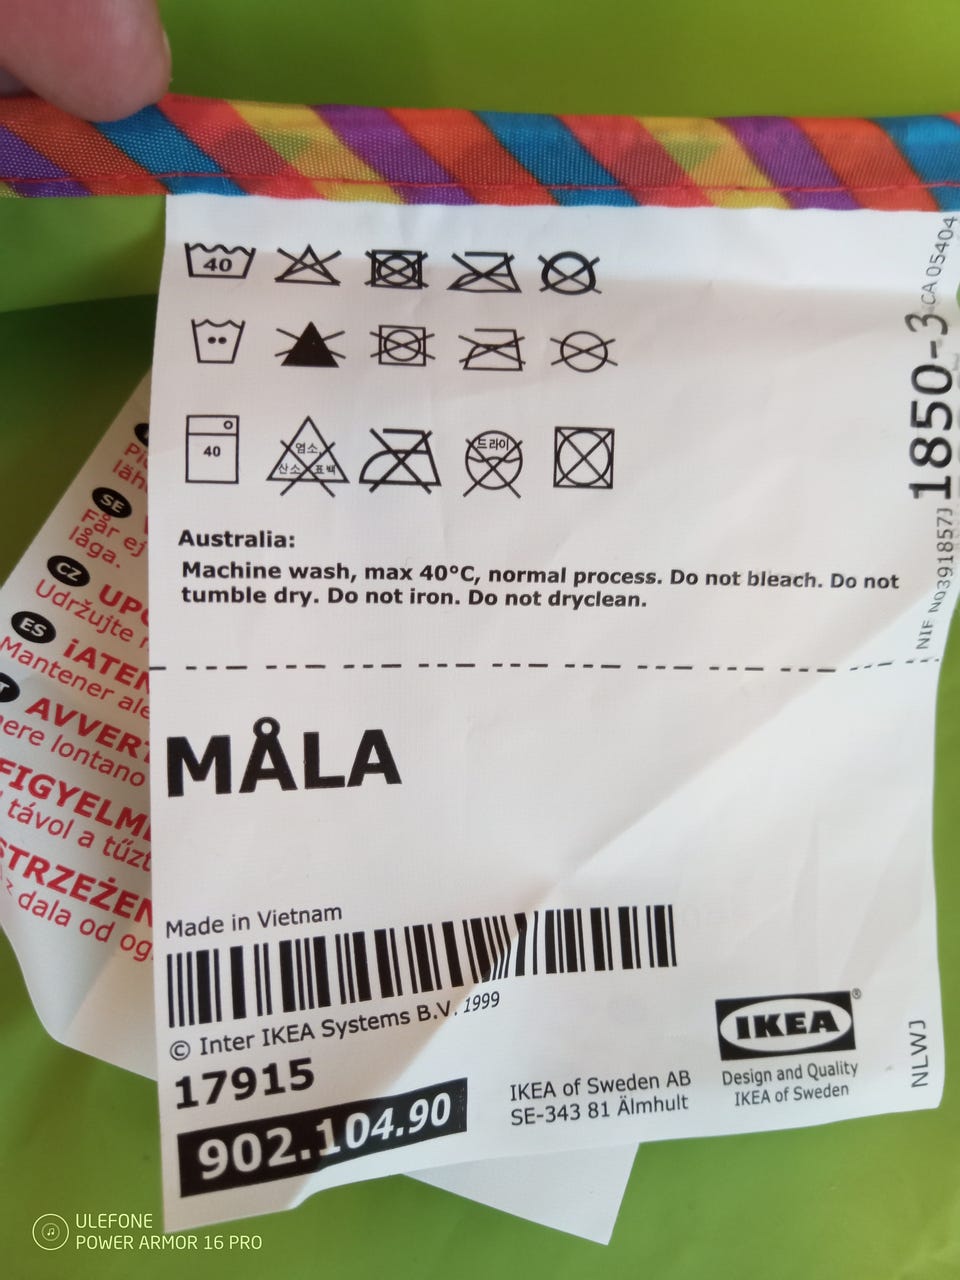 40
40
염소,
산소 표백
드라이
Australia:
Machine wash, max 40°C, normal process. Do not bleach. Do not
tumble dry. Do not iron. Do not dryclean.
CA 05404
1850-3
NIF N0391857J
MÅLA
Made in Vietnam
© Inter IKEA Systems B.V. 1999
17915
902.104.90
IKEA of Sweden AB
SE-343 81 Älmhult
IKEA®
Design and Quality
IKEA of Sweden
NLWJ
SE
Får ej
låga.
CZ
Udržujte
ES
¡ATEN
Mantener ale
AVVERT
ere lontano
FIGYELM
távol a tűzt
STRZEŻEN
z dala od og
ULEFONE
POWER ARMOR 16 PRO